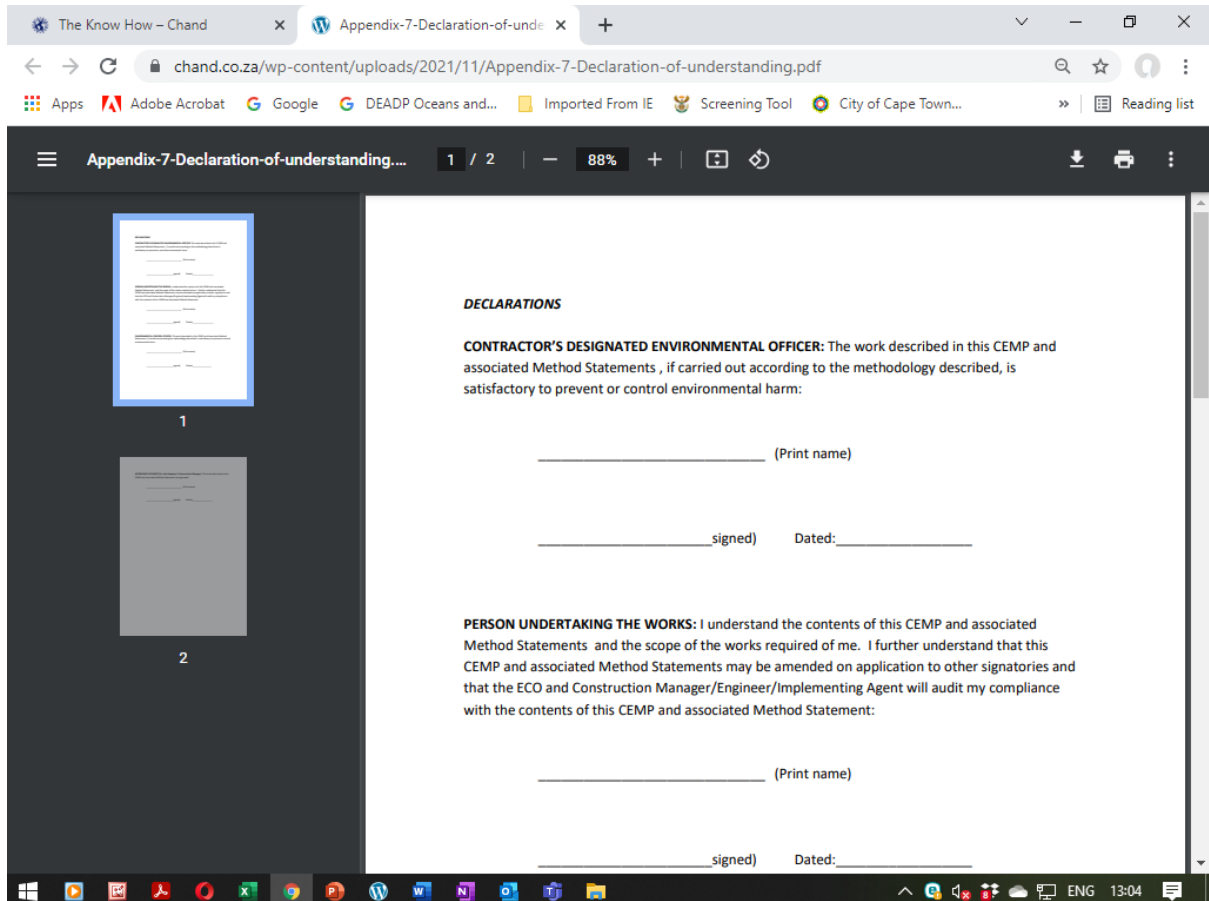 The Know How – Chand
Appendix-7-Declaration-of-unde
chand.co.za/wp-content/uploads/2021/11/Appendix-7-Declaration-of-understanding.pdf
Apps Adobe Acrobat Google DEADP Oceans and... Imported From IE Screening Tool City of Cape Town... » Reading list
Appendix-7-Declaration-of-understanding.... 1 / 2 88%
DECLARATIONS
CONTRACTOR'S DESIGNATED ENVIRONMENTAL OFFICER: The work described in this CEMP and
associated Method Statements , if carried out according to the methodology described, is
satisfactory to prevent or control environmental harm:
______________________________ (Print name)
_______________________signed) Dated:__________________
PERSON UNDERTAKING THE WORKS: I understand the contents of this CEMP and associated
Method Statements and the scope of the works required of me. I further understand that this
CEMP and associated Method Statements may be amended on application to other signatories and
that the ECO and Construction Manager/Engineer/Implementing Agent will audit my compliance
with the contents of this CEMP and associated Method Statement:
______________________________ (Print name)
_______________________signed) Dated:__________________
1
2
ENG 13:04